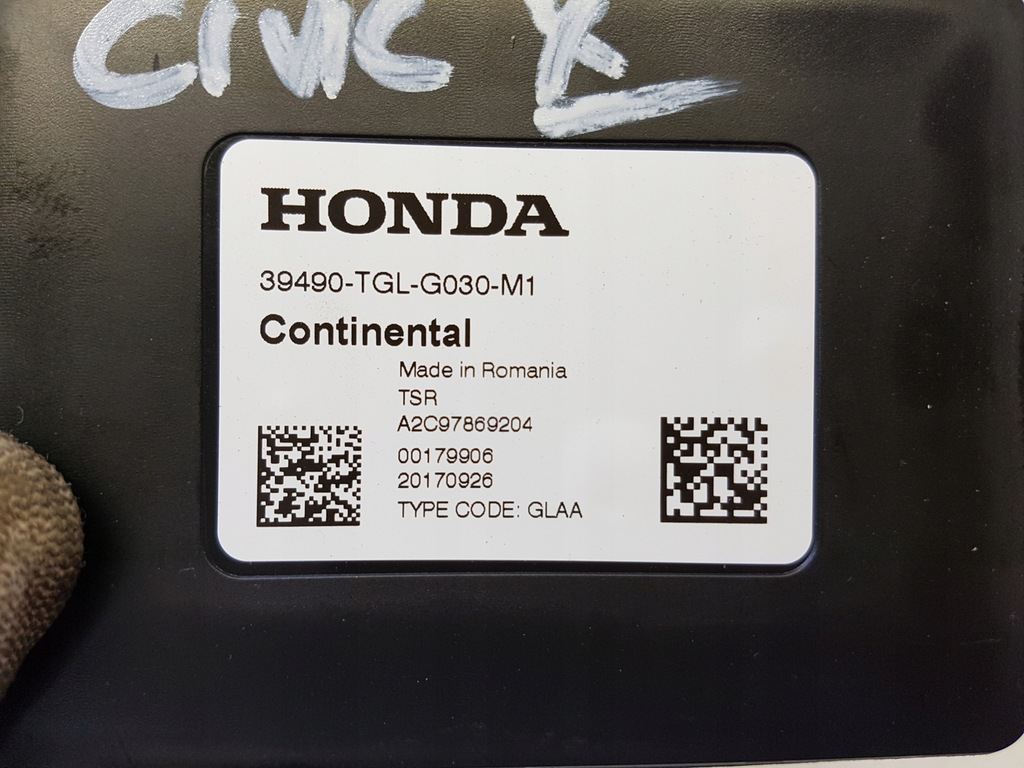 CIVIC X
HONDA
39490-TGL-G030-M1
Continental
Made in Romania
TSR
A2C97869204
00179906
20170926
TYPE CODE: GLAA